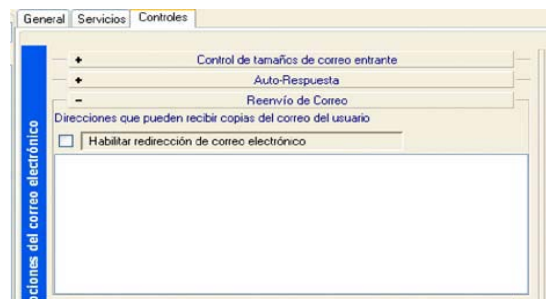 General Servicios Controles
+ Control de tamaños de correo entrante
+ Auto-Respuesta
- Reenvío de Correo
Direcciones que pueden recibir copias del correo del usuario
Habilitar redirección de correo electrónico
ociones del correo electrónico